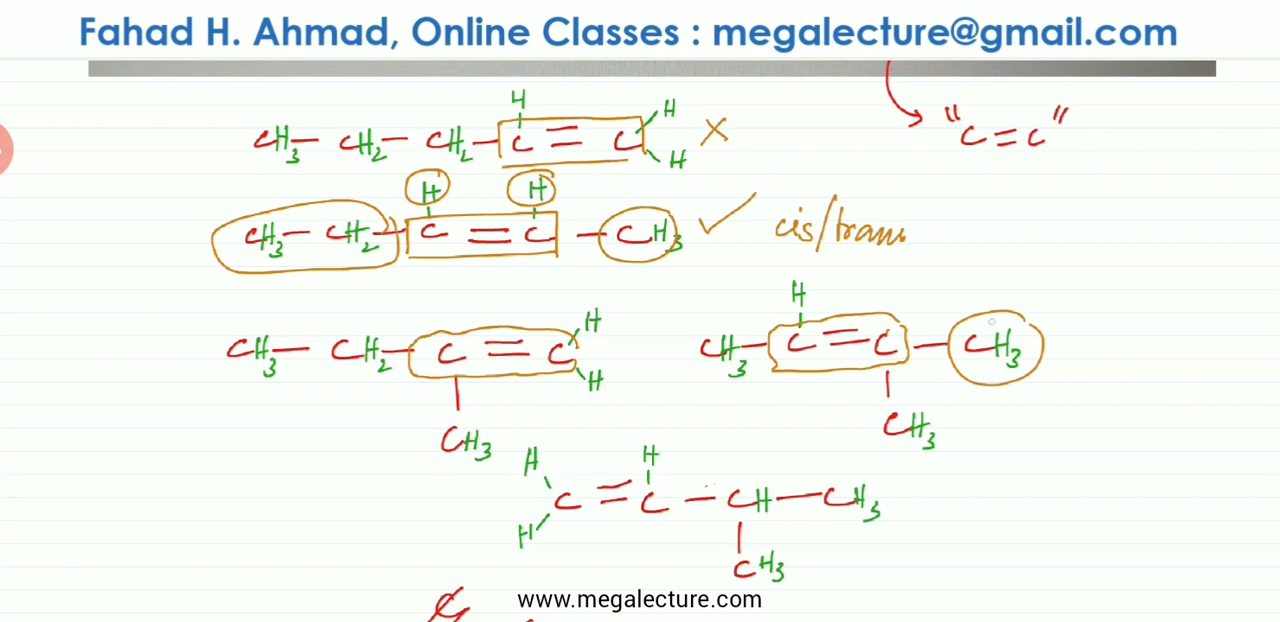 Fahad H. Ahmad, Online Classes : megalecture@gmail.com
"C=C"
H H
CH3 — CH2 — CH2 — C = C X
H
H H
CH3 — CH2 — C = C — CH3 ✓ cis/trans
H H
CH3 — CH2 — C = C CH3 — C = C — CH3
H
CH3 CH3
H H
C = C — CH — CH3
H
CH3
www.megalecture.com